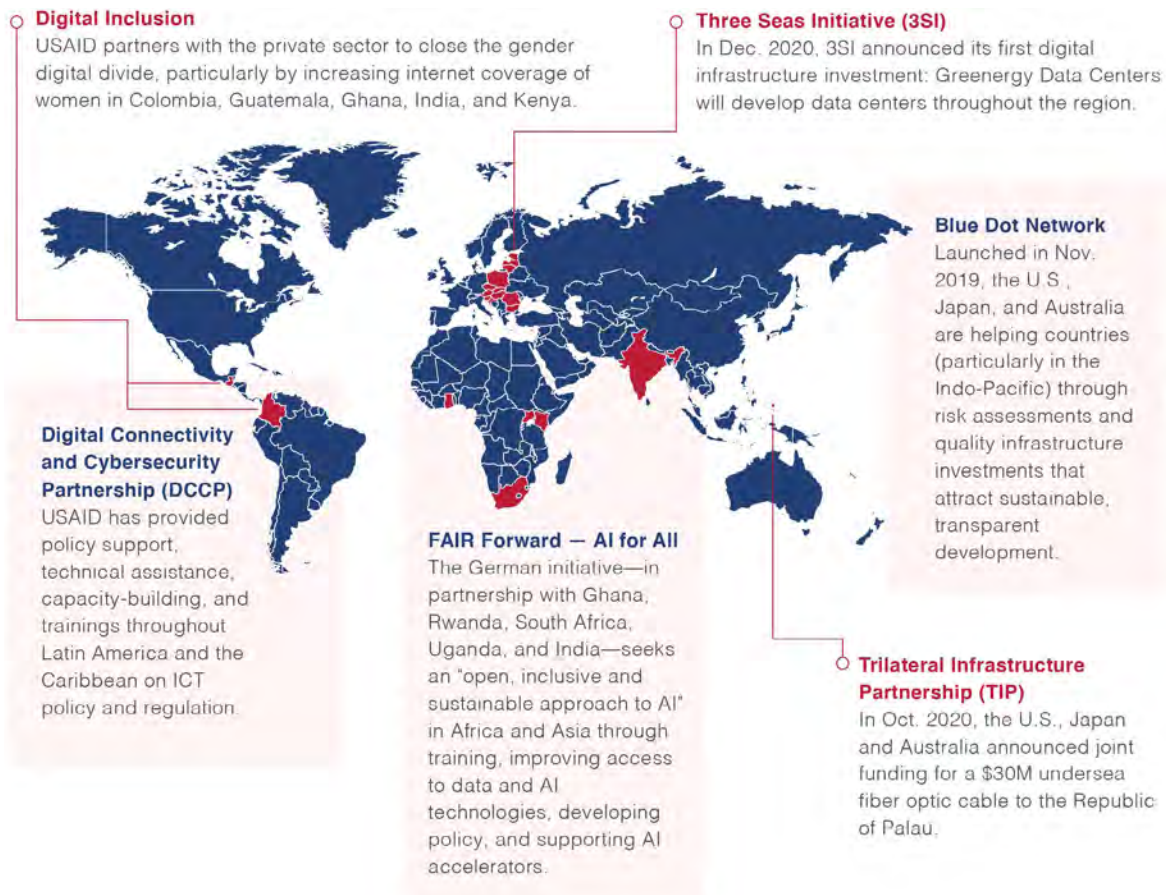 Digital Inclusion
USAID partners with the private sector to close the gender
digital divide, particularly by increasing internet coverage of
women in Colombia, Guatemala, Ghana, India, and Kenya.
Three Seas Initiative (3SI)
In Dec. 2020, 3SI announced its first digital
infrastructure investment: Greenergy Data Centers
will develop data centers throughout the region.
Blue Dot Network
Launched in Nov.
2019, the U.S.,
Japan, and Australia
are helping countries
(particularly in the
Indo-Pacific) through
risk assessments and
quality infrastructure
investments that
attract sustainable,
transparent
development.
Digital Connectivity
and Cybersecurity
Partnership (DCCP)
USAID has provided
policy support,
technical assistance,
capacity-building, and
trainings throughout
Latin America and the
Caribbean on ICT
policy and regulation.
FAIR Forward — AI for All
The German initiative—in
partnership with Ghana,
Rwanda, South Africa,
Uganda, and India—seeks
an "open, inclusive and
sustainable approach to AI"
in Africa and Asia through
training, improving access
to data and AI
technologies, developing
policy, and supporting AI
accelerators.
Trilateral Infrastructure
Partnership (TIP)
In Oct. 2020, the U.S., Japan
and Australia announced joint
funding for a $30M undersea
fiber optic cable to the Republic
of Palau.